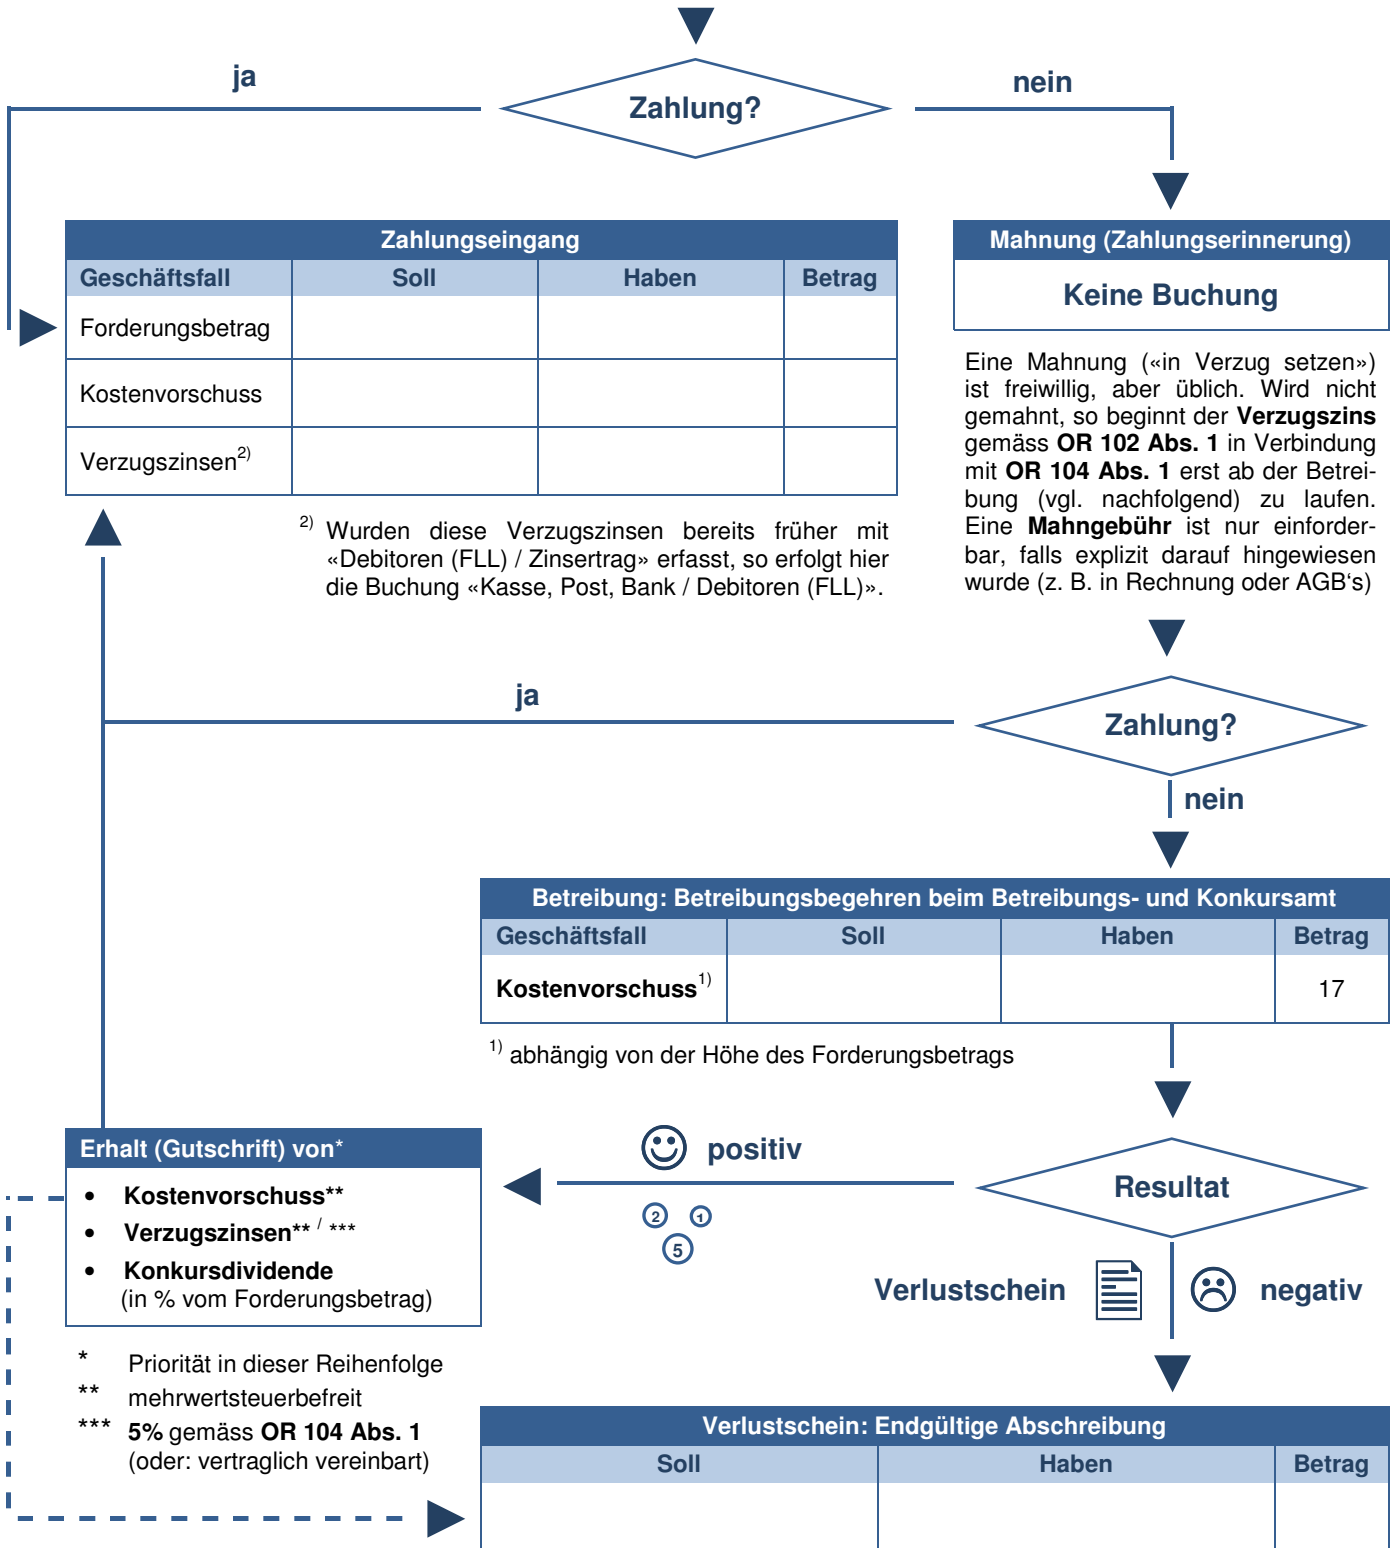 ja
Zahlung?
nein
Zahlungseingang
Geschäftsfall Soll Haben Betrag
Forderungsbetrag
Kostenvorschuss
Verzugszinsen2)
2) Wurden diese Verzugszinsen bereits früher mit
«Debitoren (FLL) / Zinsertrag» erfasst, so erfolgt hier
die Buchung «Kasse, Post, Bank / Debitoren (FLL)».
Mahnung (Zahlungserinnerung)
Keine Buchung
Eine Mahnung («in Verzug setzen»)
ist freiwillig, aber üblich. Wird nicht
gemahnt, so beginnt der Verzugszins
gemäss OR 102 Abs. 1 in Verbindung
mit OR 104 Abs. 1 erst ab der Betrei-
bung (vgl. nachfolgend) zu laufen.
Eine Mahngebühr ist nur einforder-
bar, falls explizit darauf hingewiesen
wurde (z. B. in Rechnung oder AGB‘s)
ja
Zahlung?
nein
Betreibung: Betreibungsbegehren beim Betreibungs- und Konkursamt
Geschäftsfall Soll Haben Betrag
Kostenvorschuss1) 17
1) abhängig von der Höhe des Forderungsbetrags
Resultat
positiv
2 1
5
Erhalt (Gutschrift) von*
• Kostenvorschuss**
• Verzugszinsen** / ***
• Konkursdividende
(in % vom Forderungsbetrag)
* Priorität in dieser Reihenfolge
** mehrwertsteuerbefreit
*** 5% gemäss OR 104 Abs. 1
(oder: vertraglich vereinbart)
Verlustschein
negativ
Verlustschein: Endgültige Abschreibung
Soll Haben Betrag